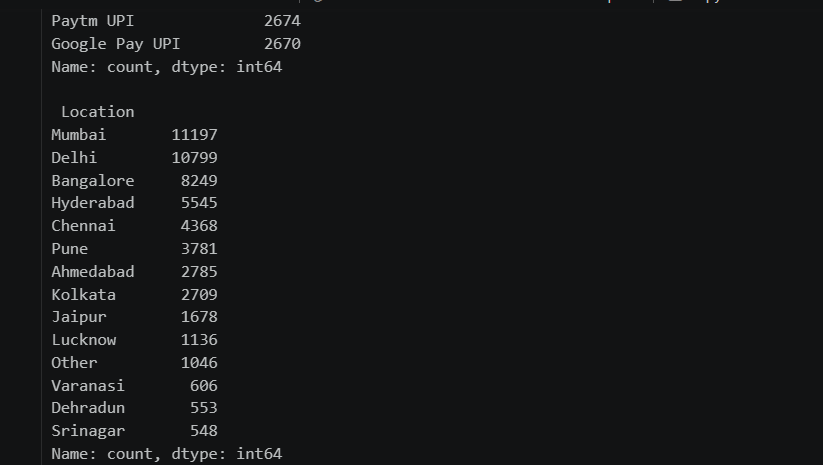 Paytm UPI 2674
Google Pay UPI 2670
Name: count, dtype: int64
Location
Mumbai 11197
Delhi 10799
Bangalore 8249
Hyderabad 5545
Chennai 4368
Pune 3781
Ahmedabad 2785
Kolkata 2709
Jaipur 1678
Lucknow 1136
Other 1046
Varanasi 606
Dehradun 553
Srinagar 548
Name: count, dtype: int64